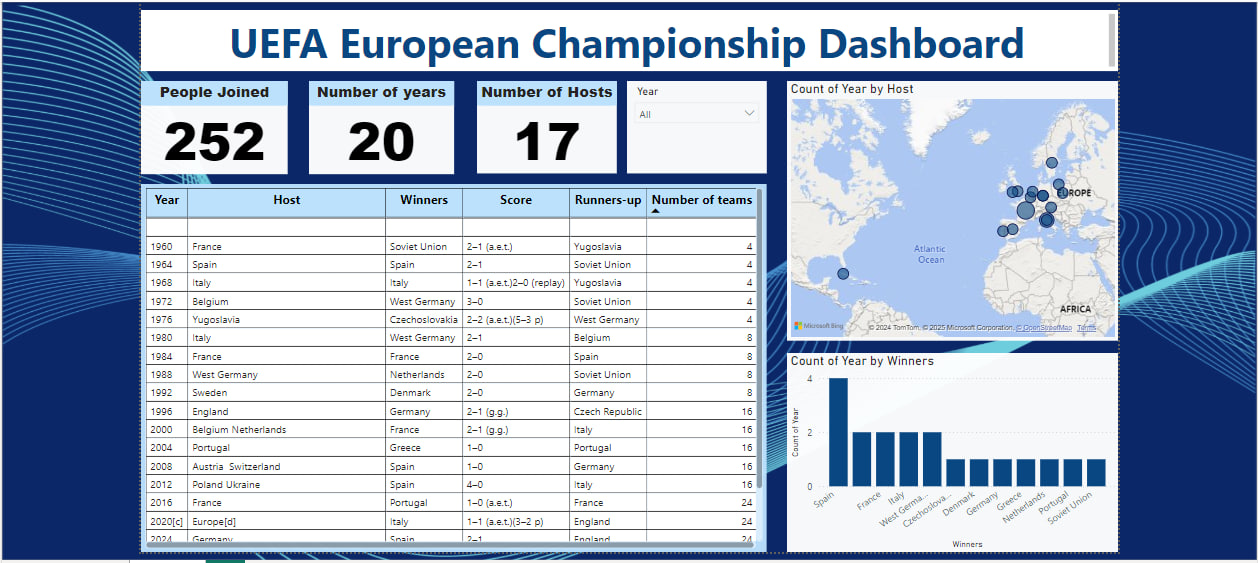 UEFA European Championship Dashboard
People Joined
252
Number of years
20
Number of Hosts
17
Year
All
Year Host Winners Score Runners-up Number of teams
1960 France Soviet Union 2–1 (a.e.t.) Yugoslavia 4
1964 Spain Spain 2–1 Soviet Union 4
1968 Italy Italy 1–1 (a.e.t.)2–0 (replay) Yugoslavia 4
1972 Belgium West Germany 3–0 Soviet Union 4
1976 Yugoslavia Czechoslovakia 2–2 (a.e.t.)(5–3 p) West Germany 4
1980 Italy West Germany 2–1 Belgium 8
1984 France France 2–0 Spain 8
1988 West Germany Netherlands 2–0 Soviet Union 8
1992 Sweden Denmark 2–0 Germany 8
1996 England Germany 2–1 (g.g.) Czech Republic 16
2000 Belgium Netherlands France 2–1 (g.g.) Italy 16
2004 Portugal Greece 1–0 Portugal 16
2008 Austria Switzerland Spain 1–0 Germany 16
2012 Poland Ukraine Spain 4–0 Italy 16
2016 France Portugal 1–0 (a.e.t.) France 24
2020[c] Europe[d] Italy 1–1 (a.e.t.)(3–2 p) England 24
2024 Germany Spain 2–1 England 24
Count of Year by Host
EUROPE
Atlantic
Ocean
AFRICA
Microsoft Bing
© 2024 TomTom, © 2025 Microsoft Corporation, © OpenStreetMap Terms
Count of Year by Winners
Count of Year
4
2
0
Spain
France
Italy
West Germa...
Czechoslova...
Denmark
Germany
Greece
Netherlands
Portugal
Soviet Union
Winners